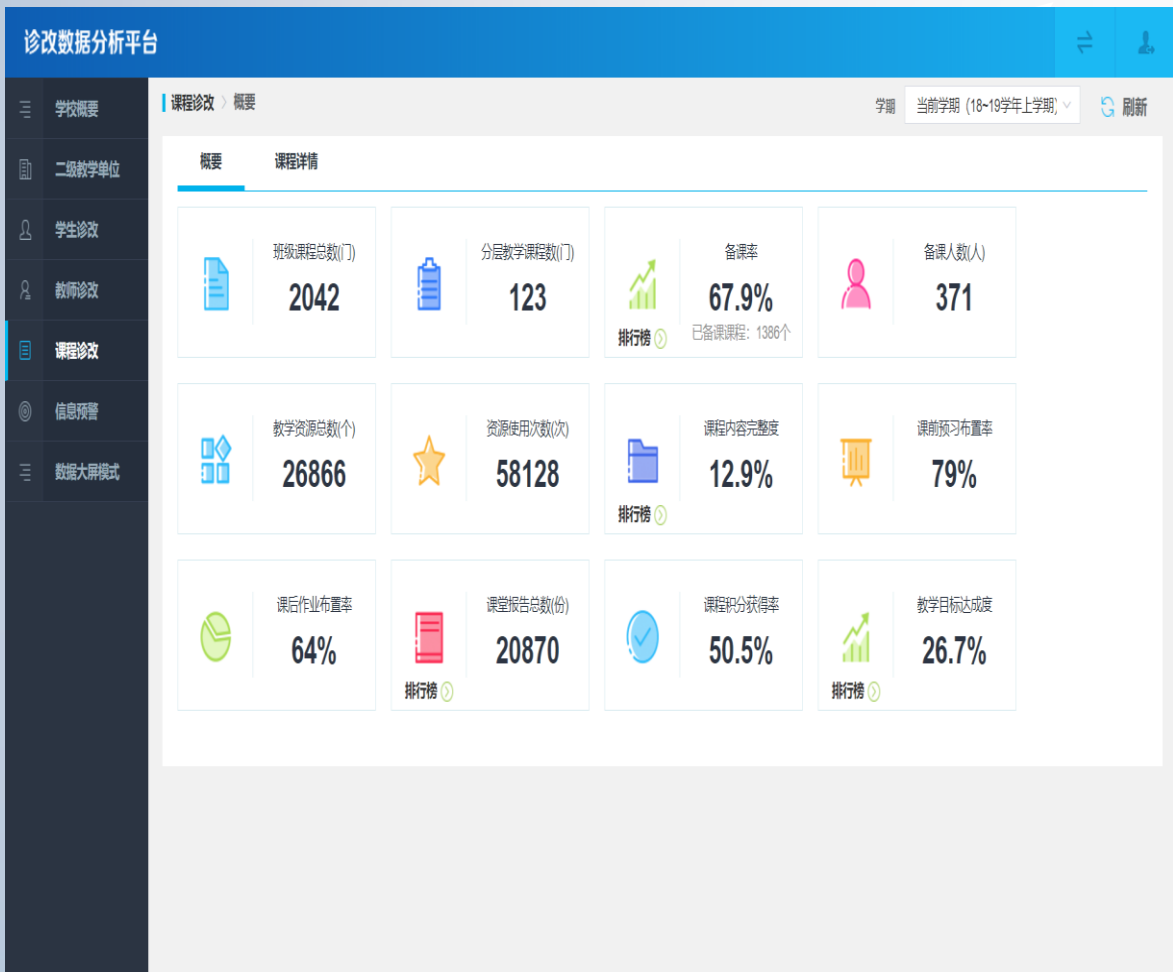 诊改数据分析平台
学校概要
二级教学单位
学生诊改
教师诊改
课程诊改
信息预警
数据大屏模式
课程诊改 〉 概要
学期 当前学期（18~19学年上学期) 刷新
概要 课程详情
班级课程总数(门)
2042
分层教学课程数(门)
123
备课率
67.9%
已备课课程：1386个
排行榜
备课人数(人)
371
教学资源总数(个)
26866
资源使用次数(次)
58128
课程内容完整度
12.9%
排行榜
课前预习布置率
79%
课后作业布置率
64%
课堂报告总数(份)
20870
排行榜
课程积分获得率
50.5%
教学目标达成度
26.7%
排行榜